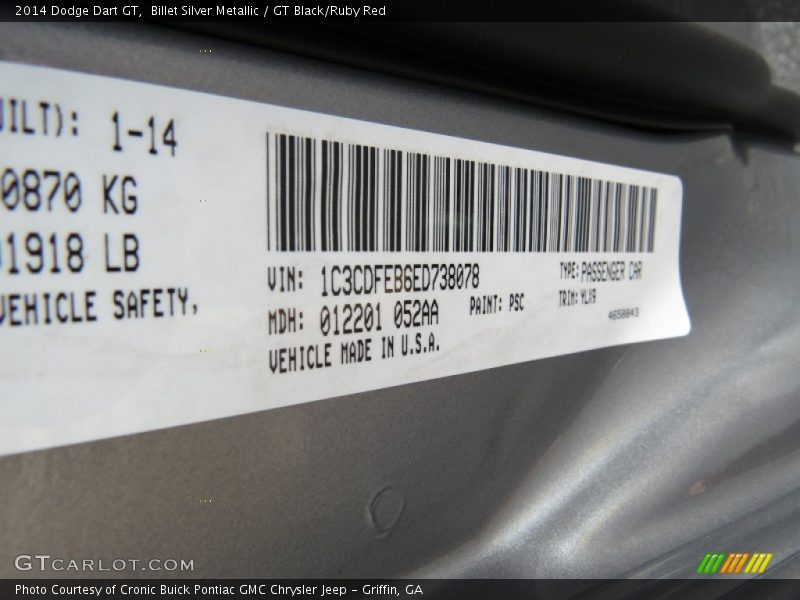 2014 Dodge Dart GT, Billet Silver Metallic / GT Black/Ruby Red
UILT): 1-14
0870 KG
1918 LB
VEHICLE SAFETY,
VIN: 1C3CDFEB6ED738078
TYPE: PASSENGER CAR
MDH: 012201 052AA
PAINT: PSC
TRIM: YLX9
4658843
VEHICLE MADE IN U.S.A.
GTCARLOT.COM
Photo Courtesy of Cronic Buick Pontiac GMC Chrysler Jeep – Griffin, GA